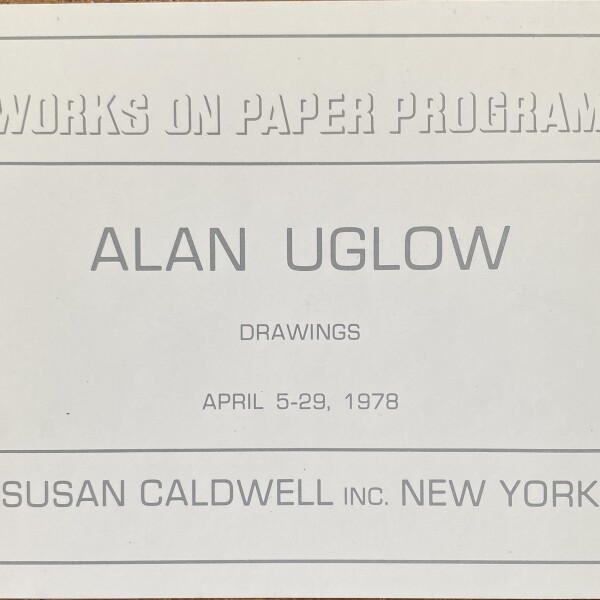 WORKS ON PAPER PROGRAM
ALAN UGLOW
DRAWINGS
APRIL 5-29, 1978
SUSAN CALDWELL INC. NEW YORK